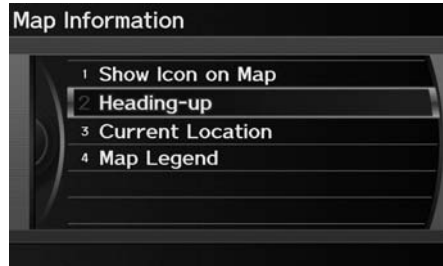 Map Information
1 Show Icon on Map
2 Heading-up
3 Current Location
4 Map Legend